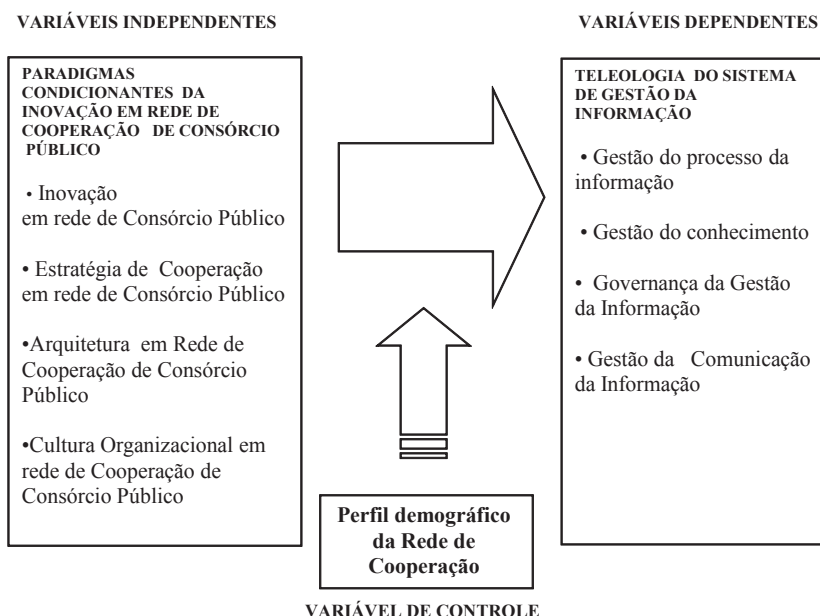 VARIÁVEIS INDEPENDENTES
PARADIGMAS
CONDICIONANTES DA
INOVAÇÃO EM REDE DE
COOPERAÇÃO DE CONSÓRCIO
PÚBLICO
• Inovação
em rede de Consórcio Público
• Estratégia de Cooperação
em rede de Consórcio Público
•Arquitetura em Rede de
Cooperação de Consórcio
Público
•Cultura Organizacional em
rede de Cooperação de
Consórcio Público
Perfil demográfico
da Rede de
Cooperação
VARIÁVEL DE CONTROLE
VARIÁVEIS DEPENDENTES
TELEOLOGIA DO SISTEMA
DE GESTÃO DA
INFORMAÇÃO
• Gestão do processo da
informação
• Gestão do conhecimento
• Governança da Gestão
da Informação
• Gestão da Comunicação
da Informação